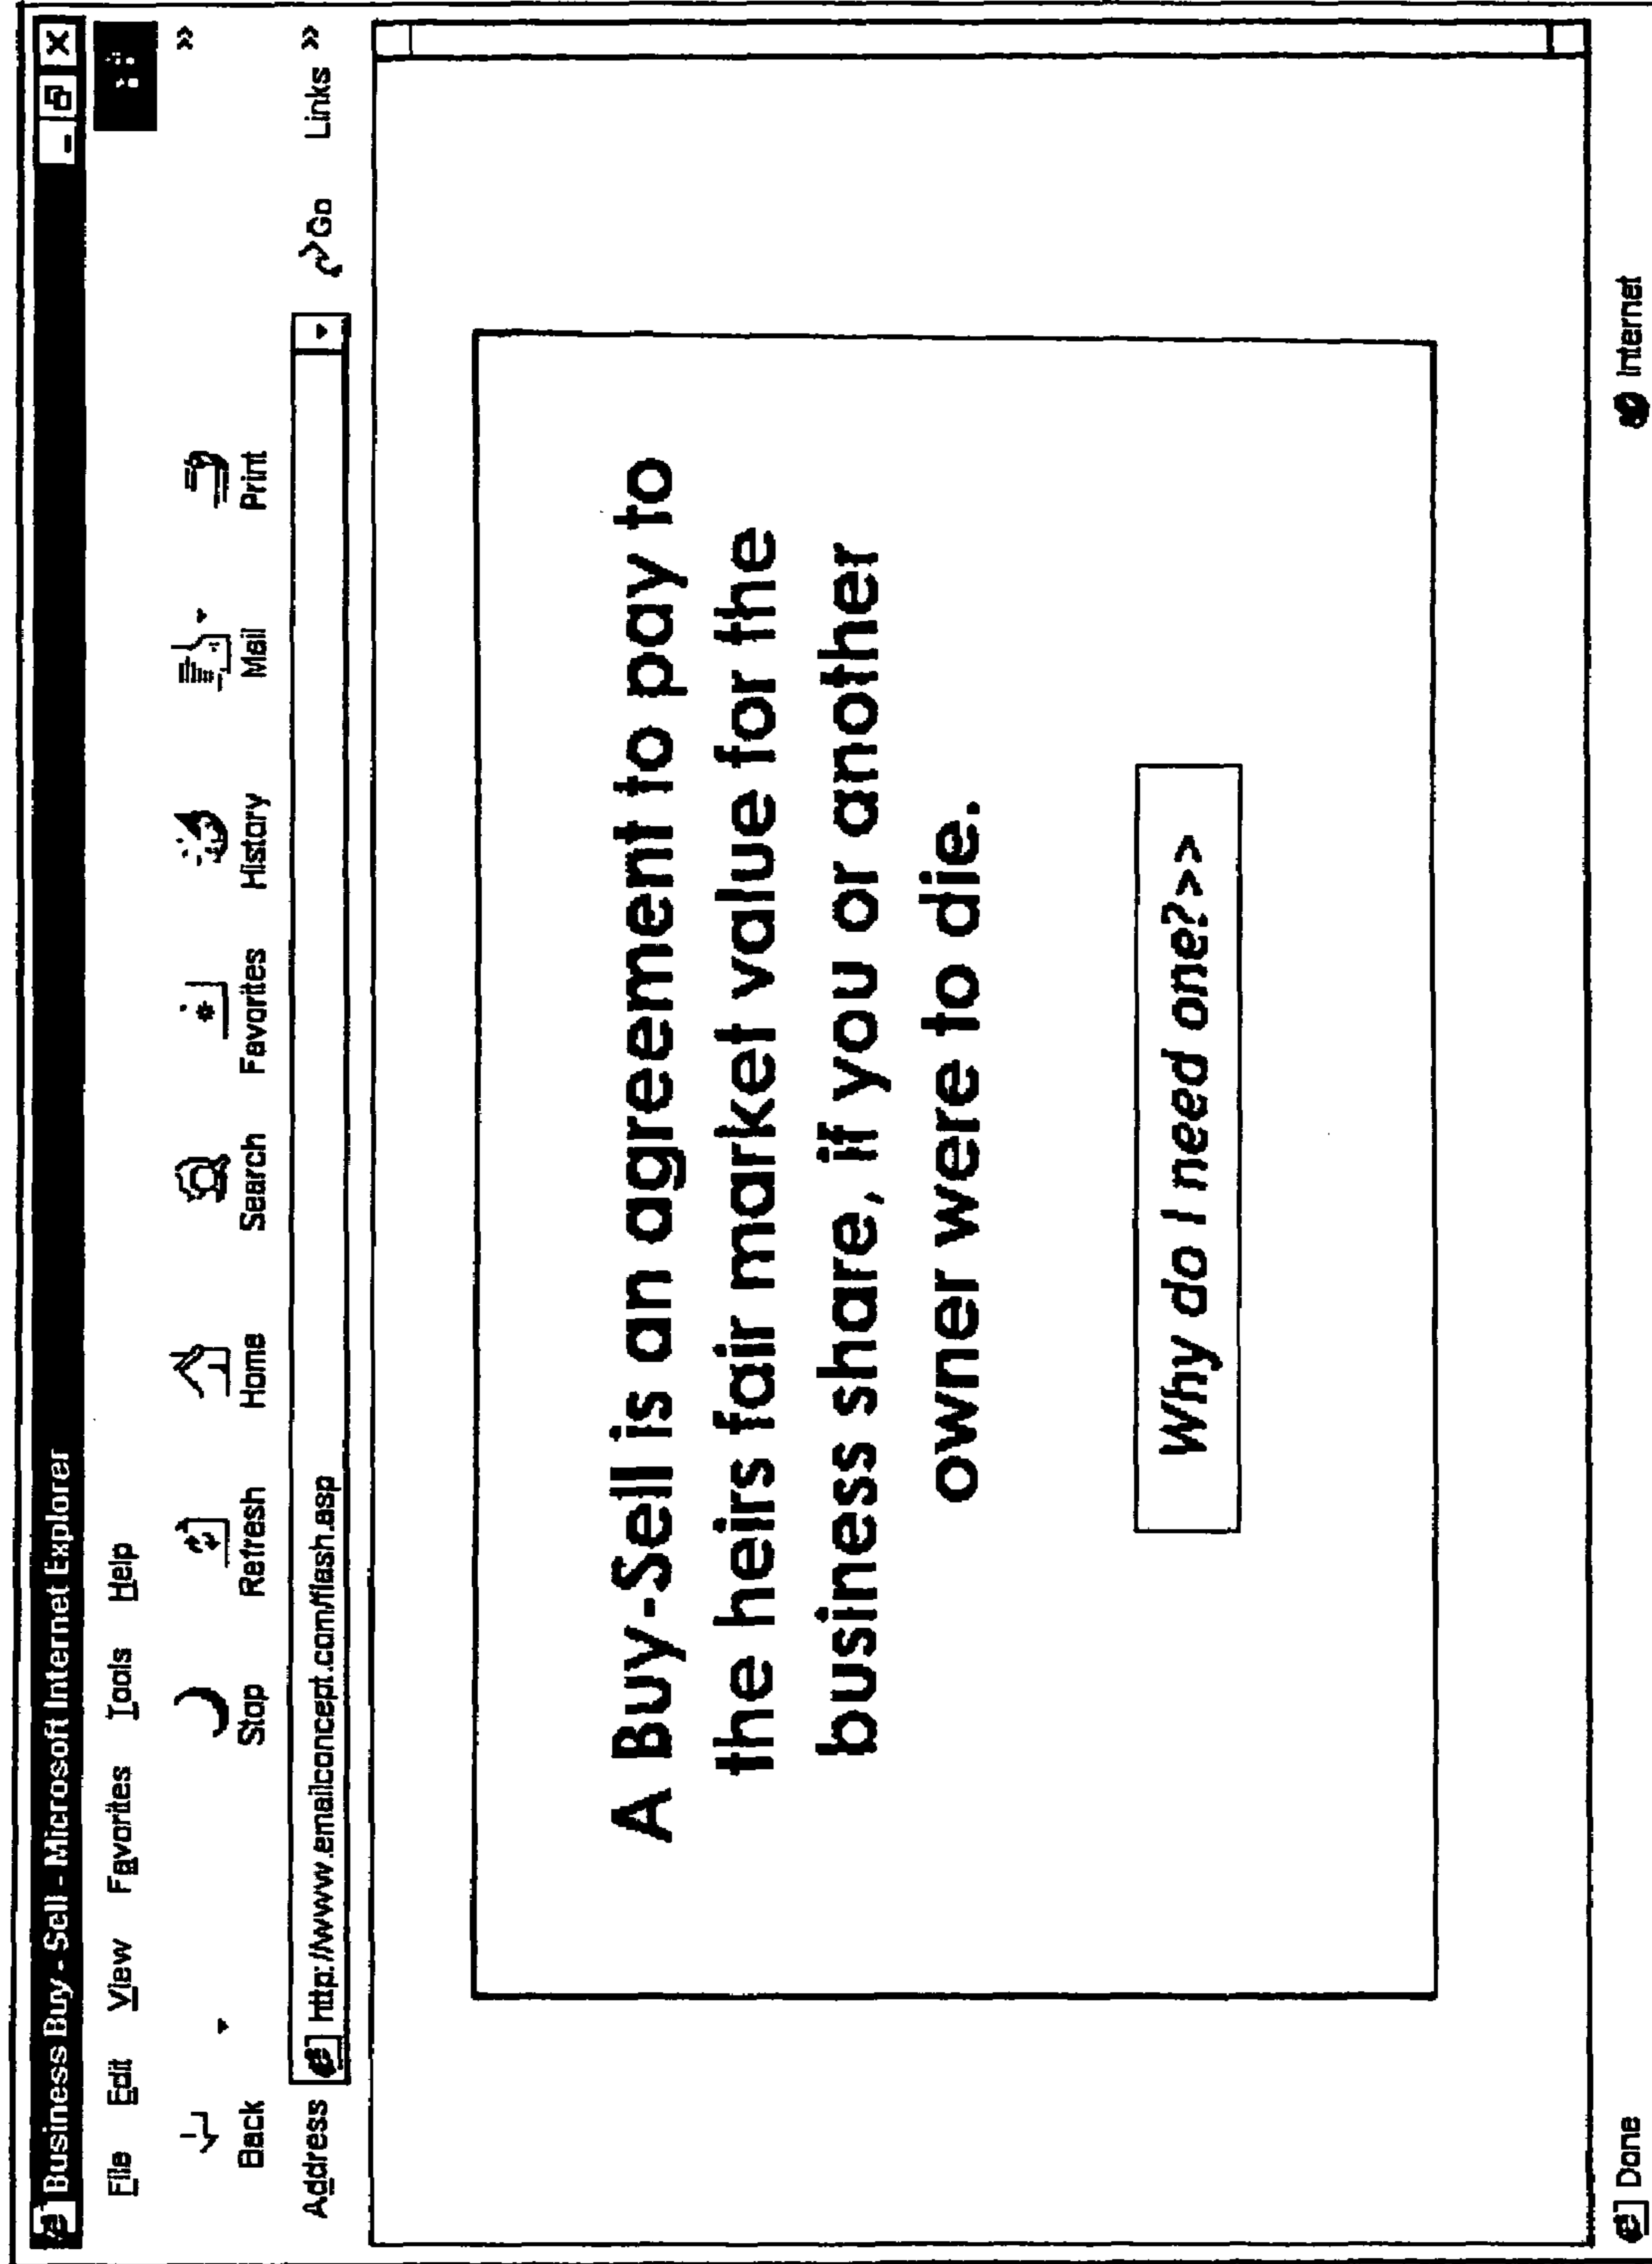 Business Buy - Sell - Microsoft Internet Explorer
File Edit View Favorites Tools Help
Back Stop Refresh Home Search Favorites History Mail Print »
Address http://www.emailconcept.com/flash.asp Go Links »
A Buy-Sell is an agreement to pay to
the heirs fair market value for the
business share, if you or another
owner were to die.
Why do I need one?>>
Done Internet